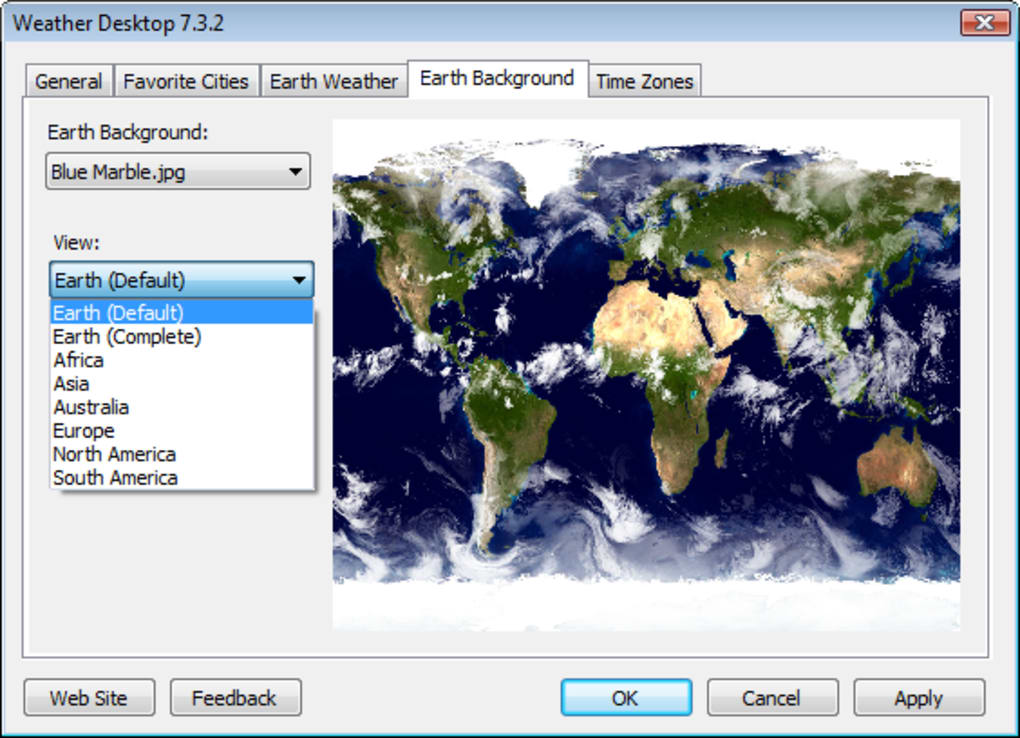 Weather Desktop 7.3.2
General Favorite Cities Earth Weather Earth Background Time Zones
Earth Background:
Blue Marble.jpg
View:
Earth (Default)
Earth (Default)
Earth (Complete)
Africa
Asia
Australia
Europe
North America
South America
Web Site Feedback OK Cancel Apply